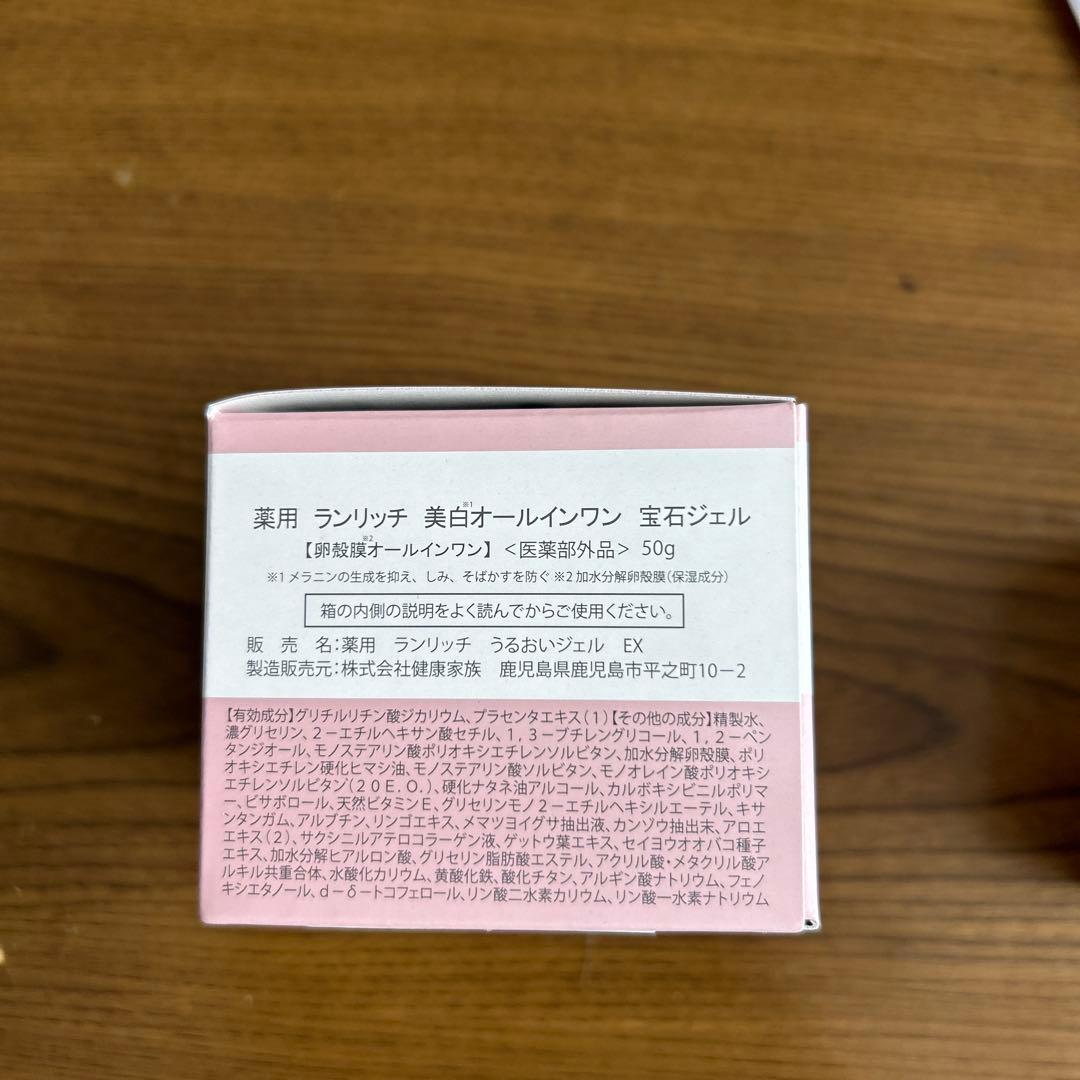 薬用 ランリッチ 美白※1オールインワン 宝石ジェル
【卵殻膜※2オールインワン】<医薬部外品> 50g
※1 メラニンの生成を抑え、しみ、そばかすを防ぐ ※2 加水分解卵殻膜(保湿成分)
箱の内側の説明をよく読んでからご使用ください。
販 売 名:薬用 ランリッチ うるおいジェル EX
製造販売元:株式会社健康家族 鹿児島県鹿児島市平之町10－2
【有効成分】グリチルリチン酸ジカリウム、プラセンタエキス(1)【その他の成分】精製水、
濃グリセリン、2－エチルヘキサン酸セチル、1,3－ブチレングリコール、1,2－ペン
タンジオール、モノステアリン酸ポリオキシエチレンソルビタン、加水分解卵殻膜、ポリ
オキシエチレン硬化ヒマシ油、モノステアリン酸ソルビタン、モノオレイン酸ポリオキシ
エチレンソルビタン(20E.O.)、硬化ナタネ油アルコール、カルボキシビニルポリマ
ー、ビサボロール、天然ビタミンE、グリセリンモノ2－エチルヘキシルエーテル、キサ
ンタンガム、アルブチン、リンゴエキス、メマツヨイグサ抽出液、カンゾウ抽出末、アロエ
エキス(2)、サクシニルアテロコラーゲン液、ゲットウ葉エキス、セイヨウオオバコ種子
エキス、加水分解ヒアルロン酸、グリセリン脂肪酸エステル、アクリル酸・メタクリル酸ア
ルキル共重合体、水酸化カリウム、黄酸化鉄、酸化チタン、アルギン酸ナトリウム、フェノ
キシエタノール、d－δ－トコフェロール、リン酸二水素カリウム、リン酸一水素ナトリウム